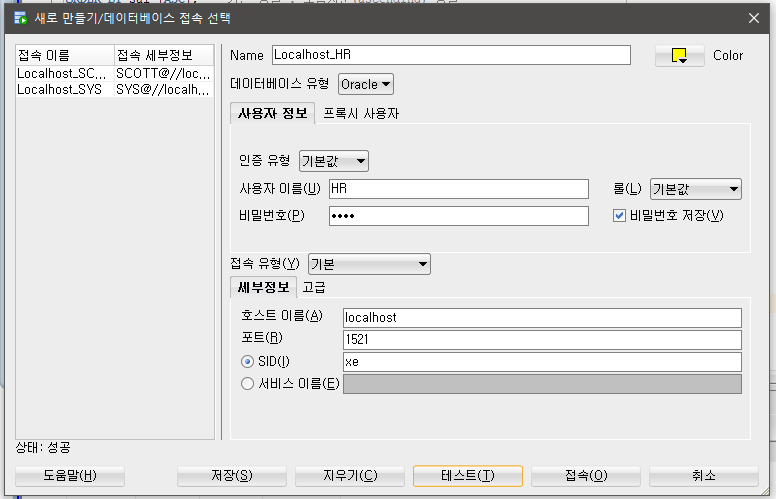 새로 만들기/데이터베이스 접속 선택
접속 이름 접속 세부정보
Localhost_SC... SCOTT@//loc...
Localhost_SYS SYS@//localh...
Name Localhost_HR Color
데이터베이스 유형 Oracle
사용자 정보 프록시 사용자
인증 유형 기본값
사용자 이름(U) HR 롤(L) 기본값
비밀번호(P) •••• 비밀번호 저장(V)
접속 유형(Y) 기본
세부정보 고급
호스트 이름(A) localhost
포트(R) 1521
SID(I) xe
서비스 이름(E)
상태: 성공
도움말(H) 저장(S) 지우기(C) 테스트(T) 접속(O) 취소